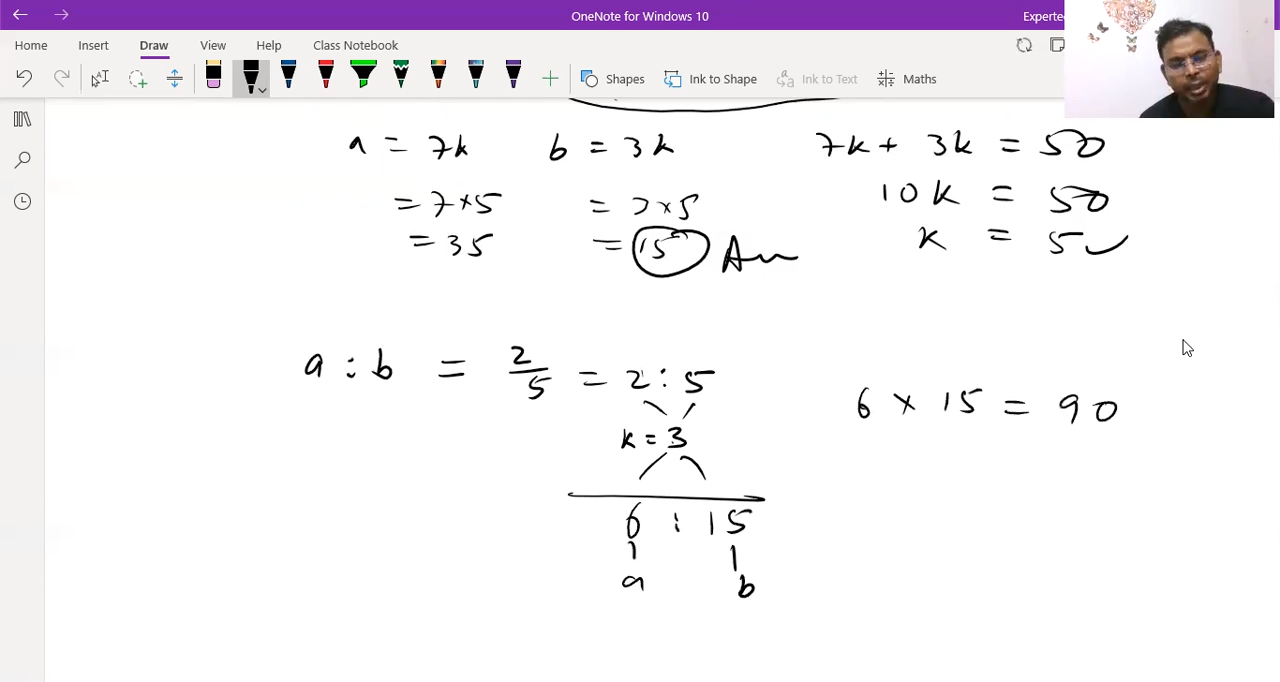 OneNote for Windows 10
Experte
Home Insert Draw View Help Class Notebook
Shapes Ink to Shape Ink to Text Maths
a = 7k b = 3k 7k + 3k = 50
= 7×5 = 3×5 10k = 50
= 35 = 15 Am k = 5
a : b = 2/5 = 2 : 5
6 × 15 = 90
k = 3
6 : 15
a b